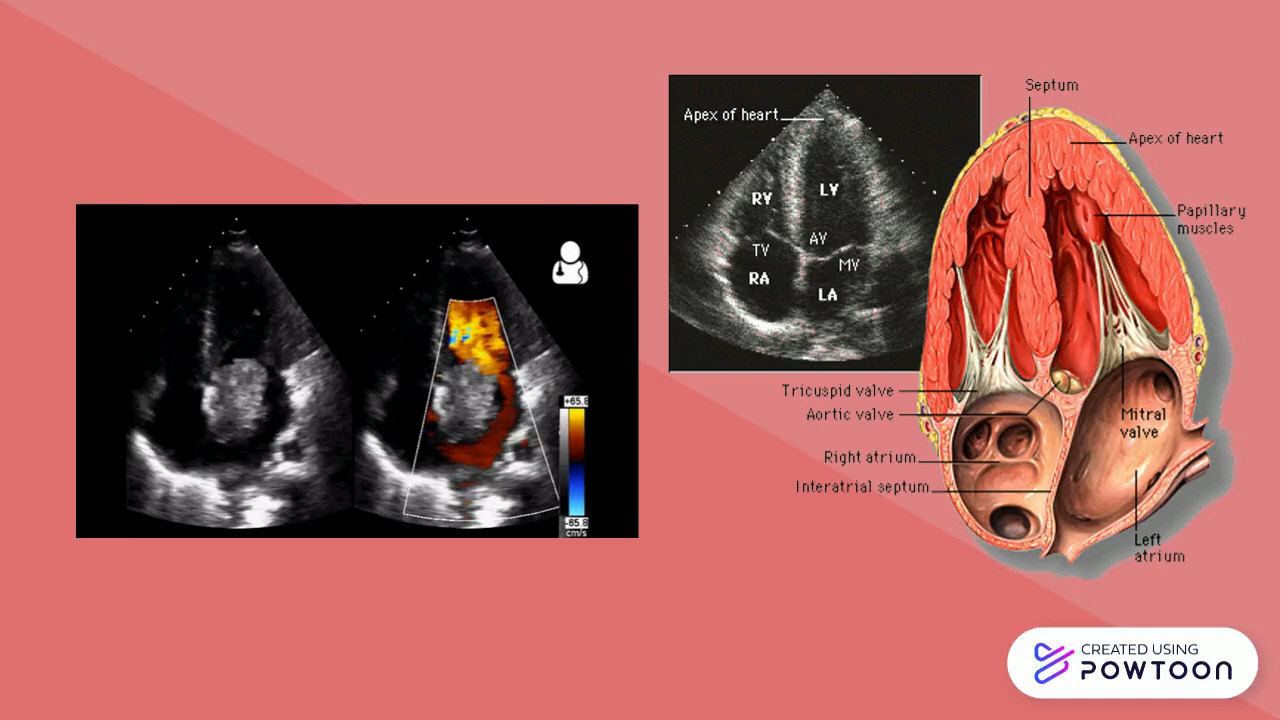 +65.8
-65.8
cm/s
Apex of heart
RV
LV
TV
AV
MV
RA
LA
Septum
Apex of heart
Papillary
muscles
Tricuspid valve
Aortic valve
Mitral
valve
Right atrium
Interatrial septum
Left
atrium
CREATED USING
POWTOON